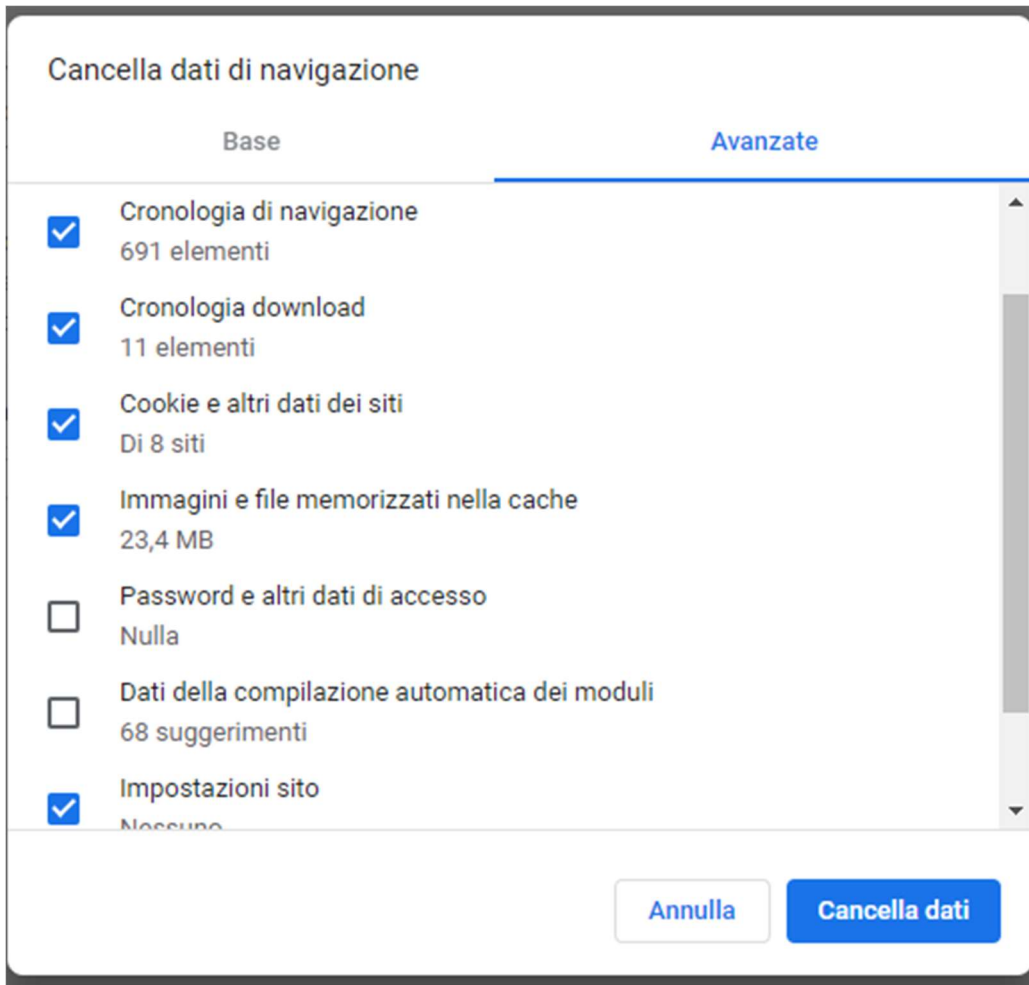 Cancella dati di navigazione
Base
Avanzate
Cronologia di navigazione
691 elementi
Cronologia download
11 elementi
Cookie e altri dati dei siti
Di 8 siti
Immagini e file memorizzati nella cache
23,4 MB
Password e altri dati di accesso
Nulla
Dati della compilazione automatica dei moduli
68 suggerimenti
Impostazioni sito
Nessuno
Annulla
Cancella dati